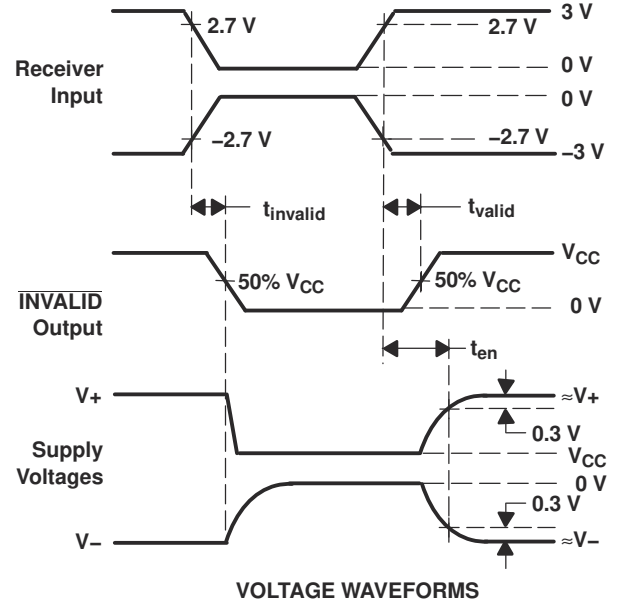 3 V
2.7 V
2.7 V
Receiver
Input
0 V
0 V
−2.7 V
−2.7 V
−3 V
tinvalid
tvalid
VCC
50% VCC
50% VCC
INVALID
Output
0 V
ten
V+
≈V+
0.3 V
Supply
Voltages
VCC
0 V
0.3 V
V−
≈V−
VOLTAGE WAVEFORMS